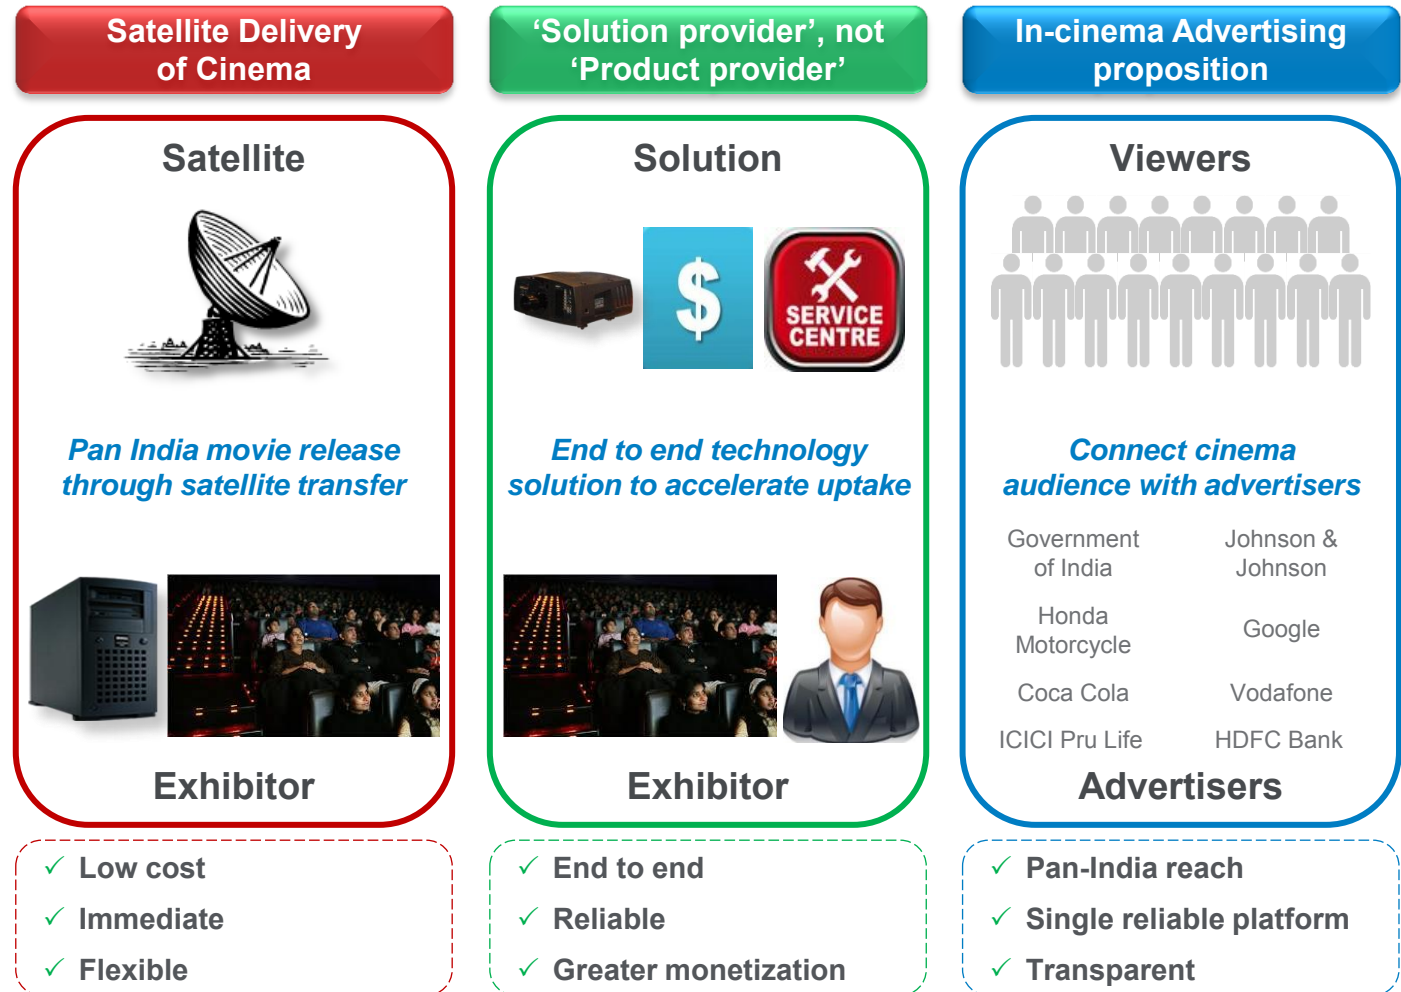 Satellite Delivery
of Cinema
Satellite
Pan India movie release
through satellite transfer
Exhibitor
✓ Low cost
✓ Immediate
✓ Flexible
‘Solution provider’, not
‘Product provider’
Solution
$
SERVICE
CENTRE
End to end technology
solution to accelerate uptake
Exhibitor
✓ End to end
✓ Reliable
✓ Greater monetization
In-cinema Advertising
proposition
Viewers
Connect cinema
audience with advertisers
Government
of India
Johnson &
Johnson
Honda
Motorcycle
Google
Coca Cola
Vodafone
ICICI Pru Life
HDFC Bank
Advertisers
✓ Pan-India reach
✓ Single reliable platform
✓ Transparent